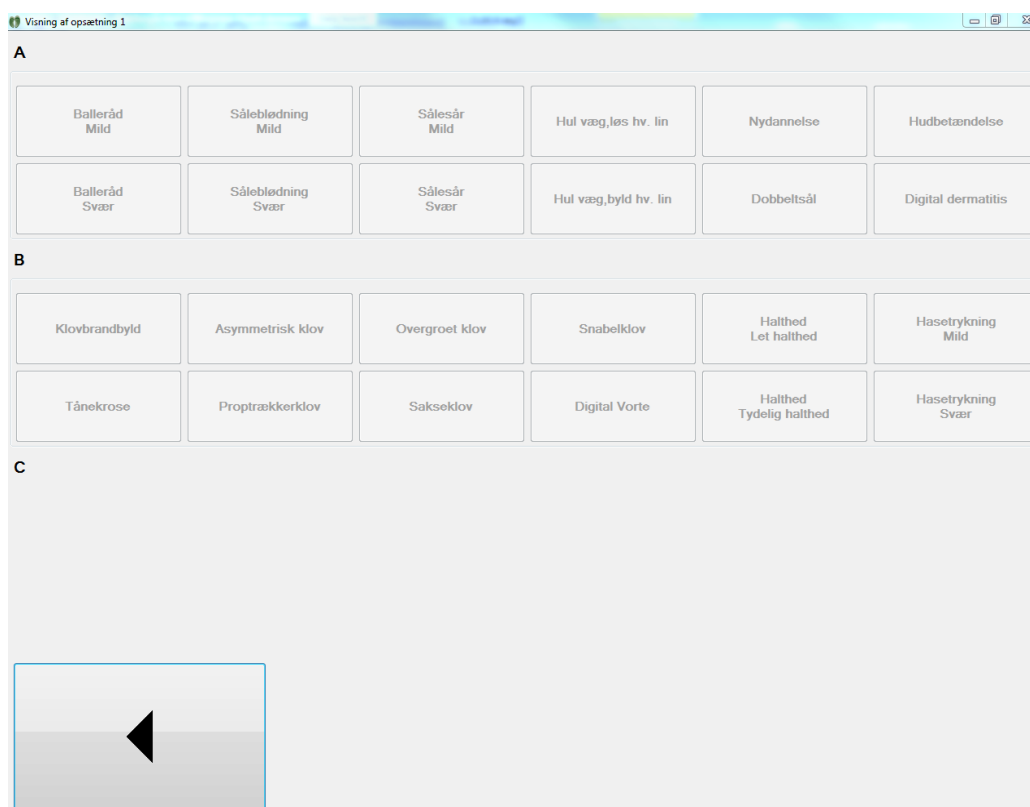 Visning af opsætning 1
A
Balleråd
Mild
Såleblødning
Mild
Sålesår
Mild
Hul væg,løs hv. lin
Nydannelse
Hudbetændelse
Balleråd
Svær
Såleblødning
Svær
Sålesår
Svær
Hul væg,byld hv. lin
Dobbeltsål
Digital dermatitis
B
Klovbrandbyld
Asymmetrisk klov
Overgroet klov
Snabelklov
Halthed
Let halthed
Hasetrykning
Mild
Tånekrose
Proptrækkerklov
Sakseklov
Digital Vorte
Halthed
Tydelig halthed
Hasetrykning
Svær
C